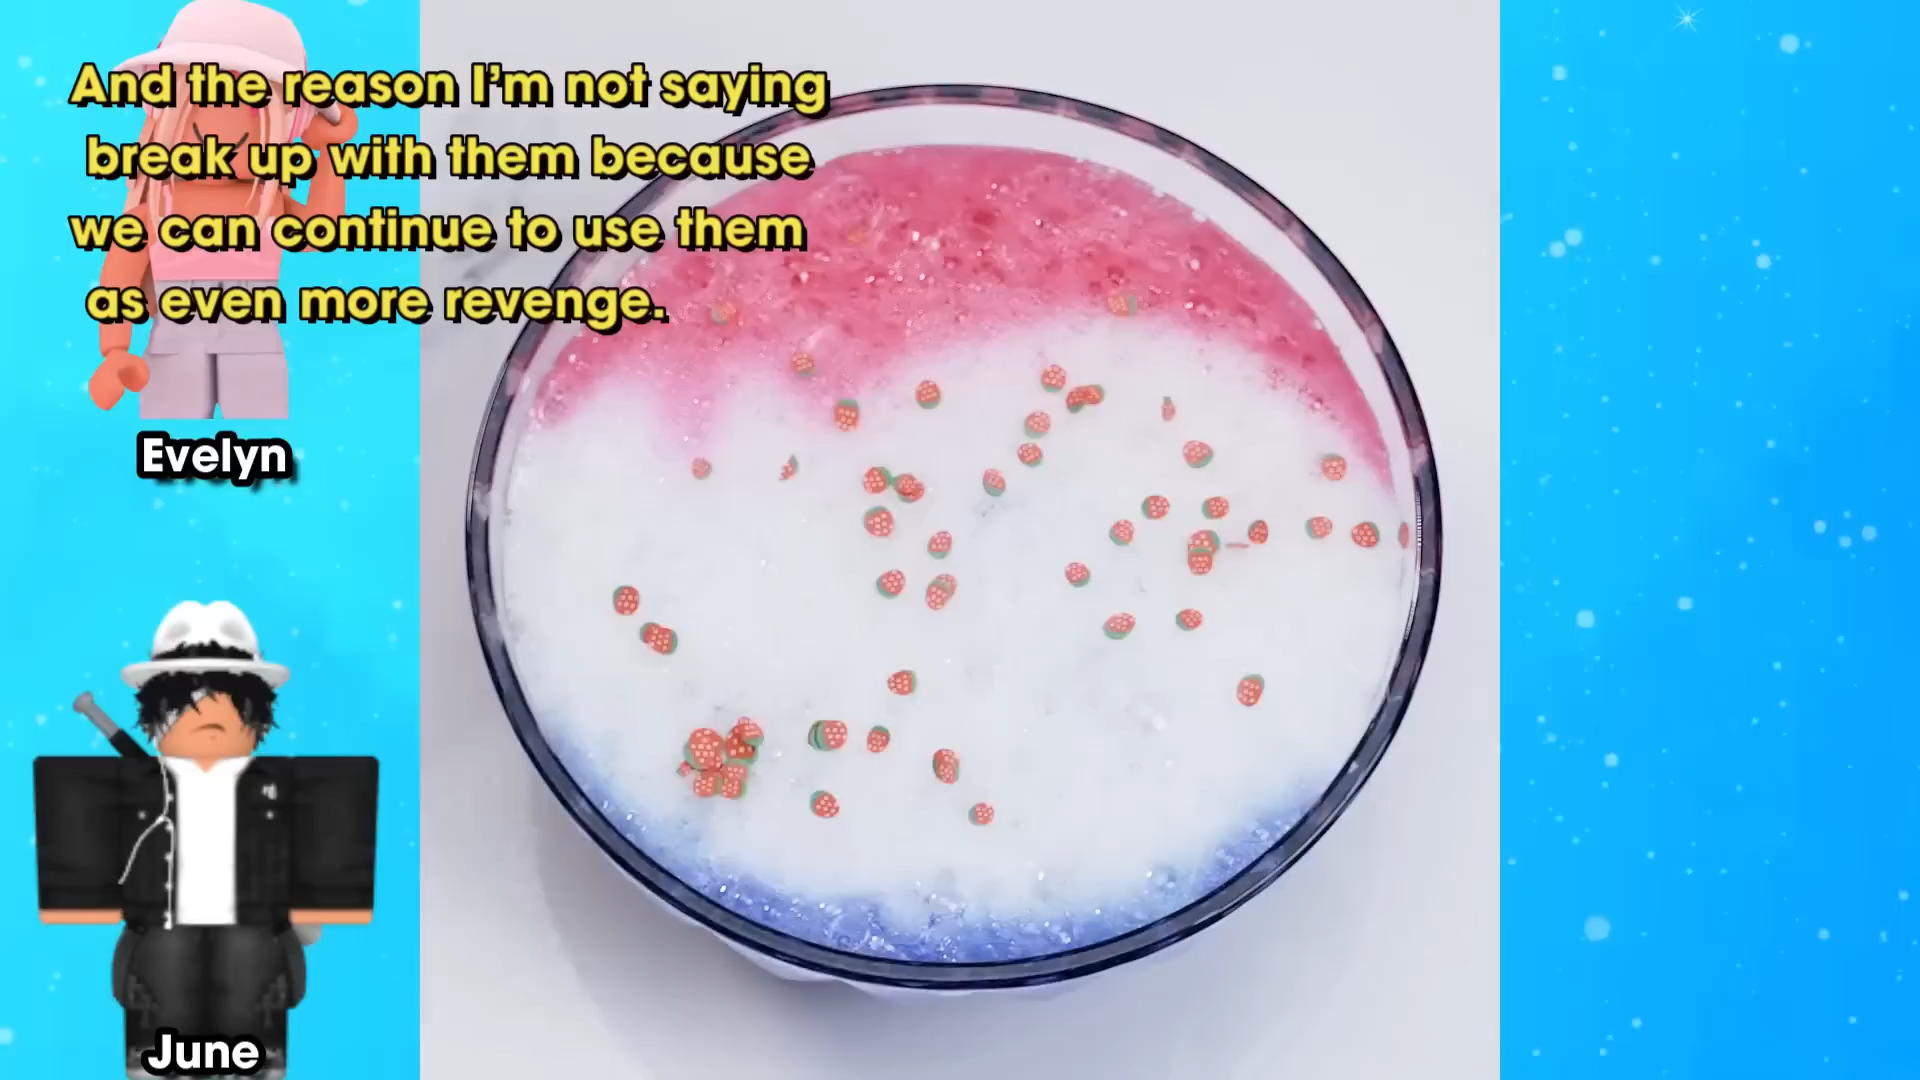 And the reason I'm not saying
break up with them because
we can continue to use them
as even more revenge.
Evelyn
June